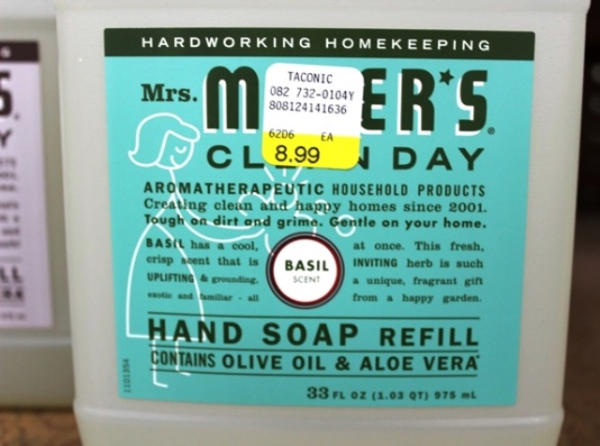 HARDWORKING HOMEKEEPING
Mrs. M ER'S
CL N DAY
TACONIC
082 732-0104Y
808124141636
62D6 EA
8.99
AROMATHERAPEUTIC HOUSEHOLD PRODUCTS
Creating clean and happy homes since 2001.
Tough on dirt and grime. Gentle on your home.
BASIL has a cool,
crisp scent that is
UPLIFTING & grounding,
exotic and familiar - all
BASIL
SCENT
at once. This fresh,
INVITING herb is such
a unique, fragrant gift
from a happy garden.
HAND SOAP REFILL
CONTAINS OLIVE OIL & ALOE VERA
33 FL OZ (1.03 QT) 975 mL
1101354